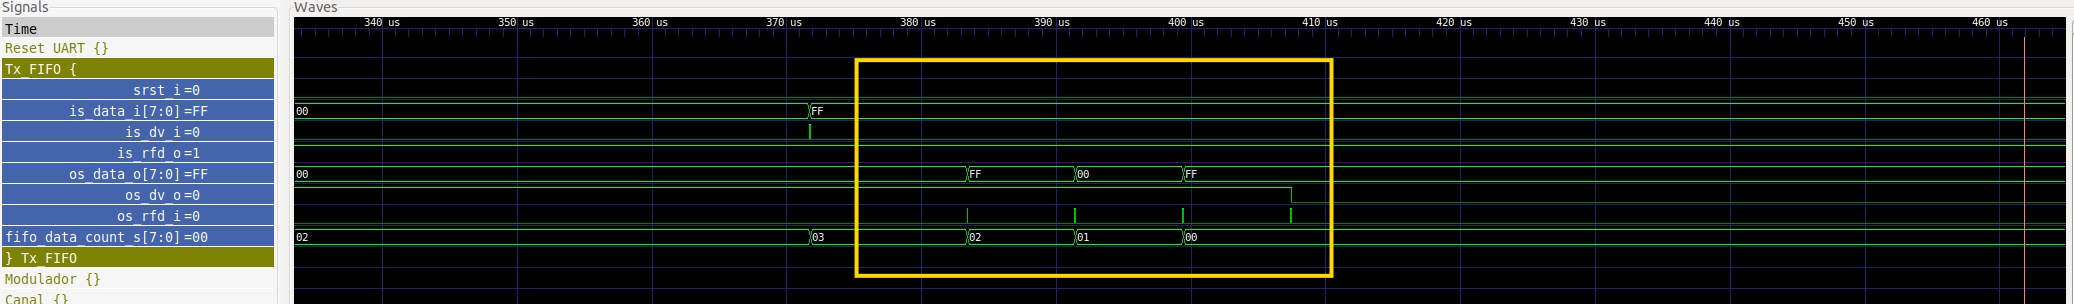 Signals
Waves
Time
340 us 350 us 360 us 370 us 380 us 390 us 400 us 410 us 420 us 430 us 440 us 450 us 460 us
Reset UART {}
Tx_FIFO {
srst_i=0
is_data_i[7:0]=FF 00 FF
is_dv_i=0
is_rfd_o=1
os_data_o[7:0]=FF 00 FF 00 FF
os_dv_o=0
os_rfd_i=0
fifo_data_count_s[7:0]=00 02 03 02 01 00
} Tx_FIFO
Modulador {}
Canal {}